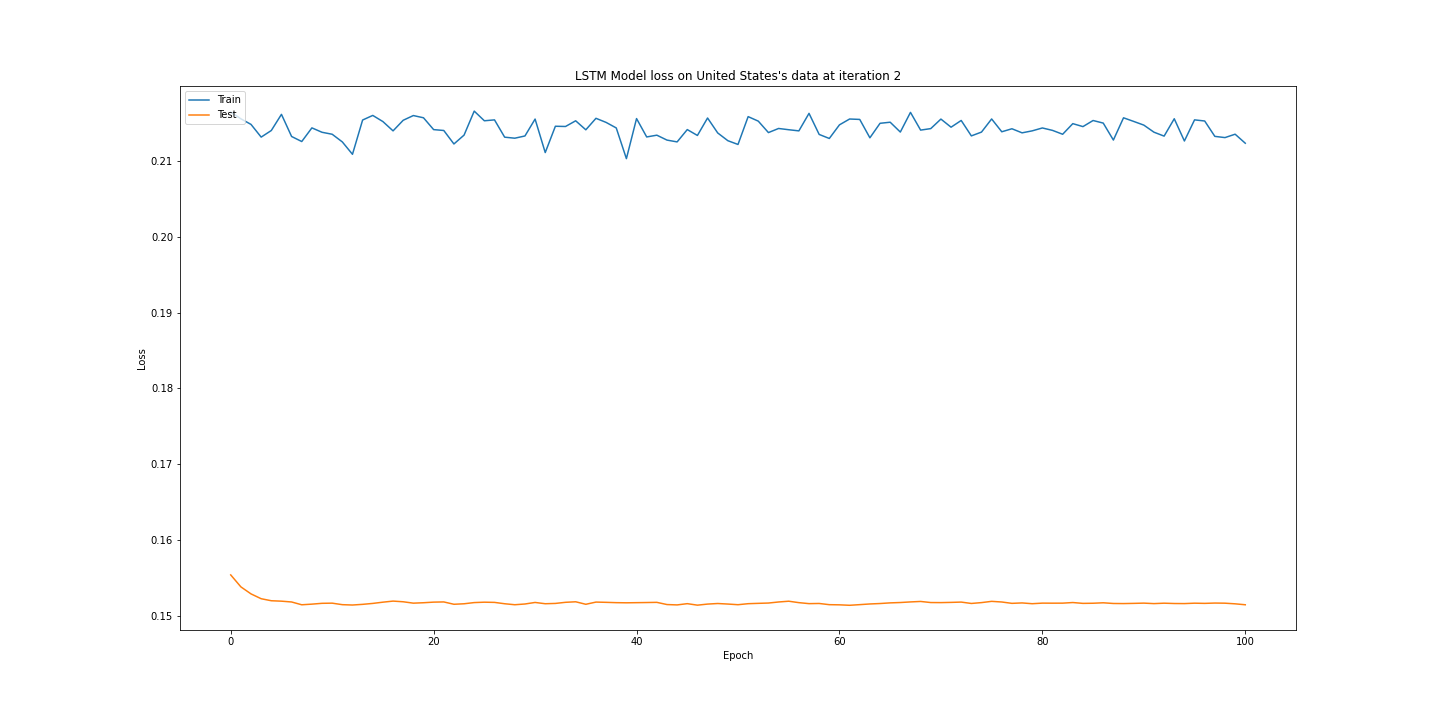 LSTM Model loss on United States's data at iteration 2
Train
Test
0.21
0.20
0.19
0.18
0.17
0.16
0.15
Loss
0 20 40 60 80 100
Epoch